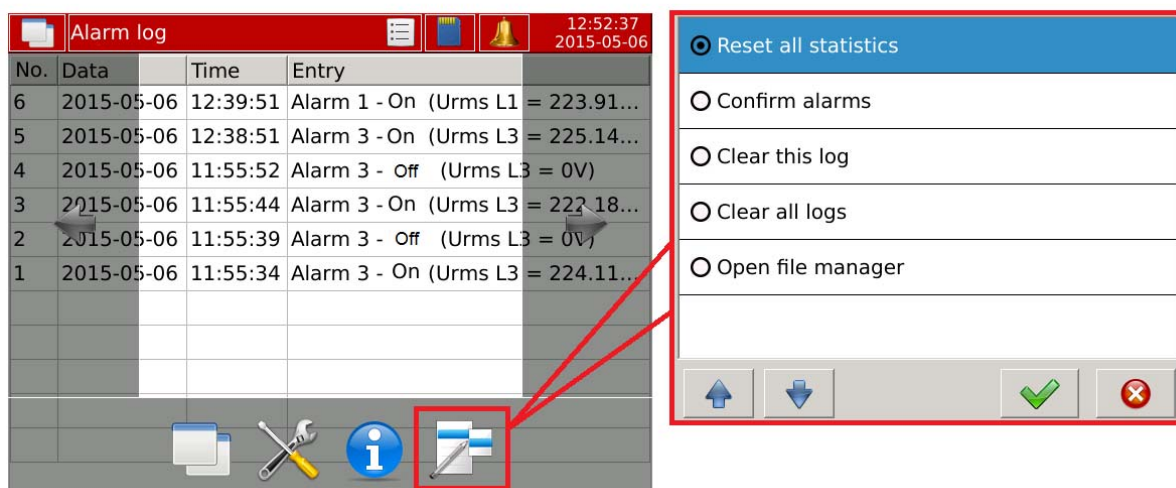 Alarm log
12:52:37
2015-05-06
No. Data Time Entry
6 2015-05-06 12:39:51 Alarm 1 - On (Urms L1 = 223.91...
5 2015-05-06 12:38:51 Alarm 3 - On (Urms L3 = 225.14...
4 2015-05-06 11:55:52 Alarm 3 - Off (Urms L3 = 0V)
3 2015-05-06 11:55:44 Alarm 3 - On (Urms L3 = 222.18...
2 2015-05-06 11:55:39 Alarm 3 - Off (Urms L3 = 0V)
1 2015-05-06 11:55:34 Alarm 3 - On (Urms L3 = 224.11...
Reset all statistics
Confirm alarms
Clear this log
Clear all logs
Open file manager